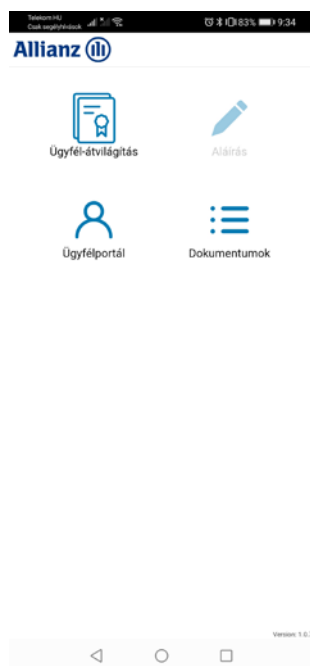 Telekom HU
Csak segélyhívások
83% 9:34
Allianz
Ügyfél-átvilágítás
Aláírás
Ügyfélportál
Dokumentumok
Version: 1.0.